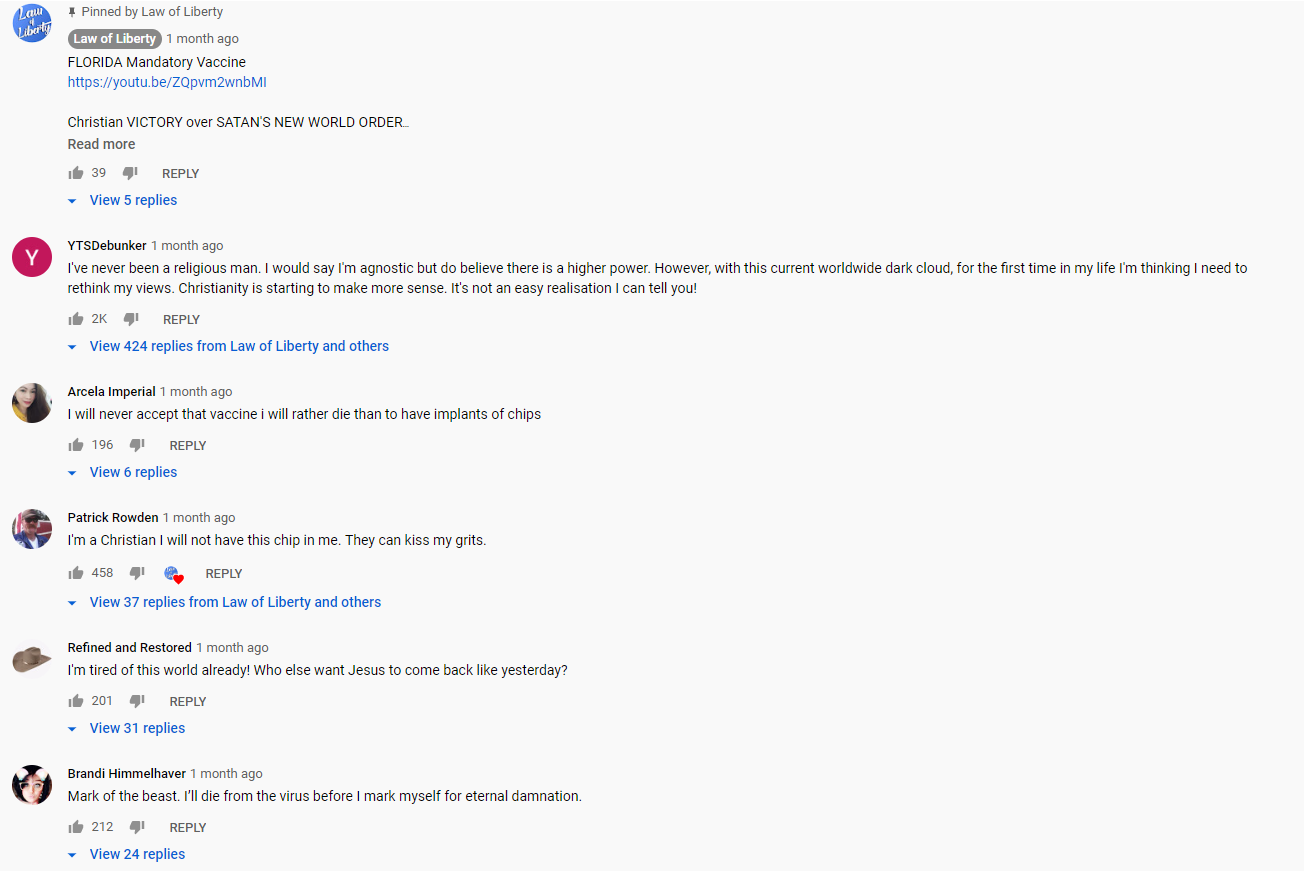 Law of Liberty
Pinned by Law of Liberty
Law of Liberty 1 month ago
FLORIDA Mandatory Vaccine
https://youtu.be/ZQpvm2wnbMI
Christian VICTORY over SATAN'S NEW WORLD ORDER...
Read more
39 REPLY
View 5 replies
Y
YTSDebunker 1 month ago
I've never been a religious man. I would say I'm agnostic but do believe there is a higher power. However, with this current worldwide dark cloud, for the first time in my life I'm thinking I need to
rethink my views. Christianity is starting to make more sense. It's not an easy realisation I can tell you!
2K REPLY
View 424 replies from Law of Liberty and others
Arcela Imperial 1 month ago
I will never accept that vaccine i will rather die than to have implants of chips
196 REPLY
View 6 replies
Patrick Rowden 1 month ago
I'm a Christian I will not have this chip in me. They can kiss my grits.
458 REPLY
View 37 replies from Law of Liberty and others
Refined and Restored 1 month ago
I'm tired of this world already! Who else want Jesus to come back like yesterday?
201 REPLY
View 31 replies
Brandi Himmelhaver 1 month ago
Mark of the beast. I’ll die from the virus before I mark myself for eternal damnation.
212 REPLY
View 24 replies